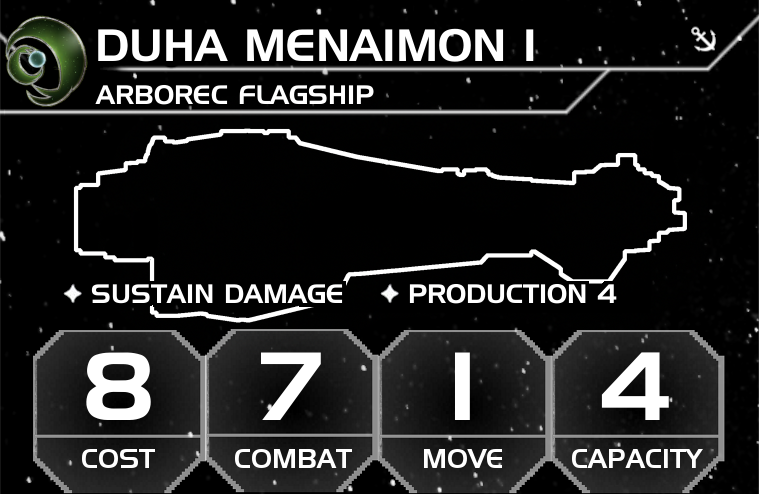 DUHA MENAIMON I
ARBOREC FLAGSHIP
SUSTAIN DAMAGE PRODUCTION 4
8 7 1 4
COST COMBAT MOVE CAPACITY